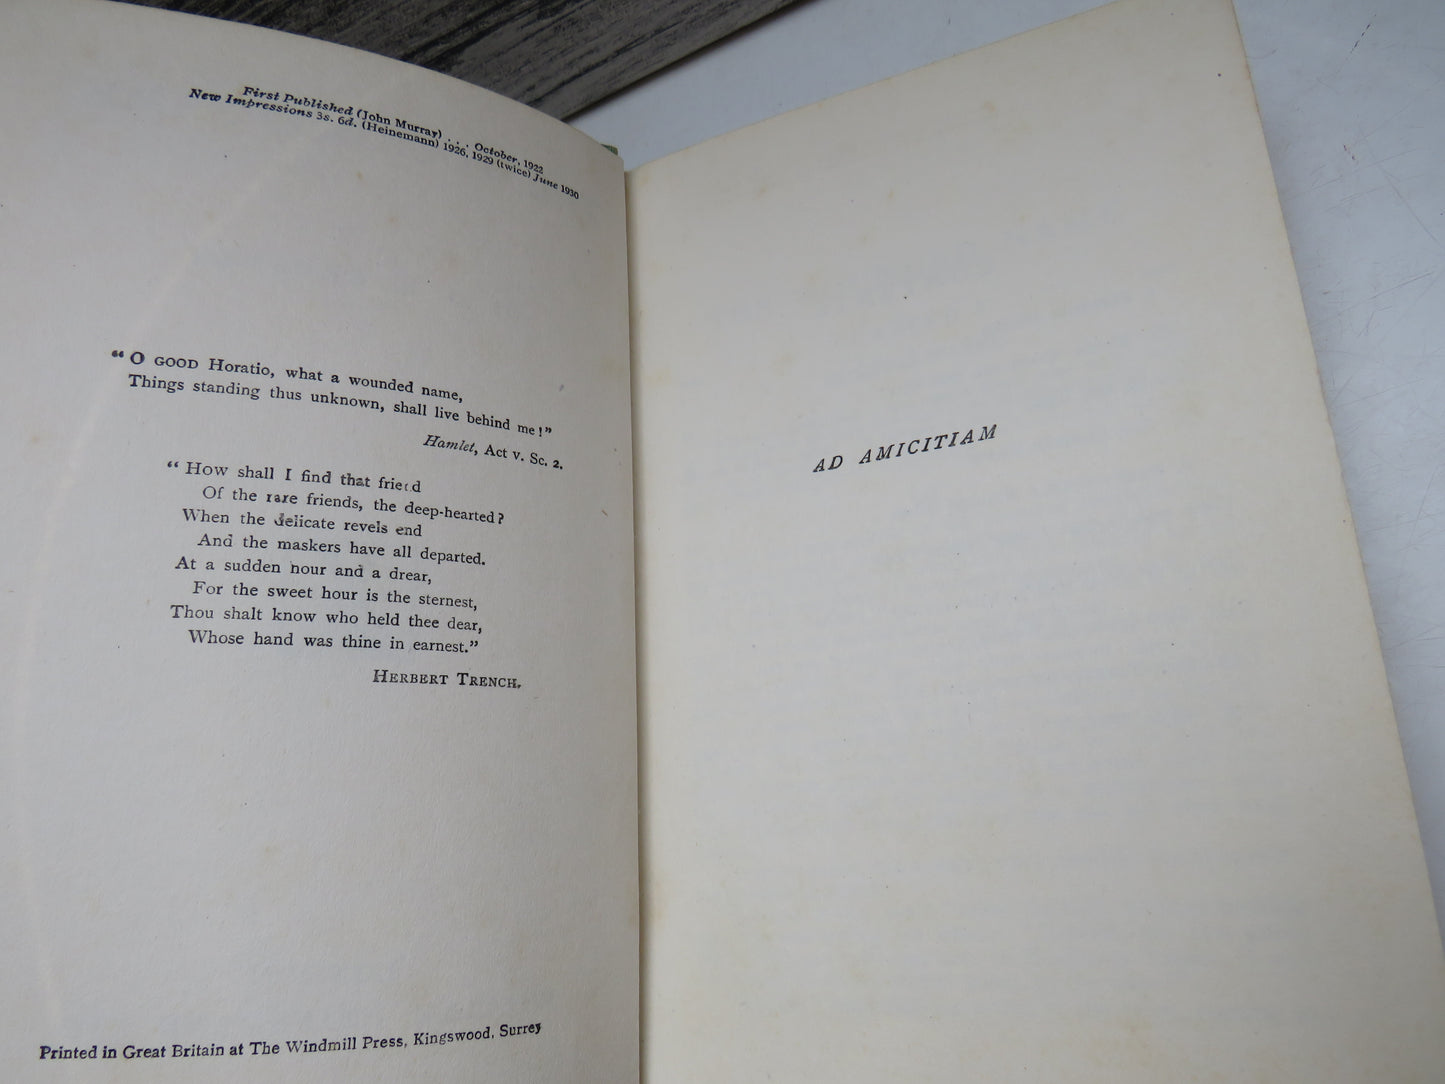 First Published (John Murray) . . . October, 1922
New Impressions 3s. 6d. (Heinemann) 1926, 1929 (twice) June 1930
“O GOOD Horatio, what a wounded name,
Things standing thus unknown, shall live behind me!”
Hamlet, Act v. Sc. 2.
“How shall I find that friend
Of the rare friends, the deep-hearted?
When the delicate revels end
And the maskers have all departed.
At a sudden hour and a drear,
For the sweet hour is the sternest,
Thou shalt know who held thee dear,
Whose hand was thine in earnest.”
HERBERT TRENCH.
Printed in Great Britain at The Windmill Press, Kingswood, Surrey
AD AMICITIAM